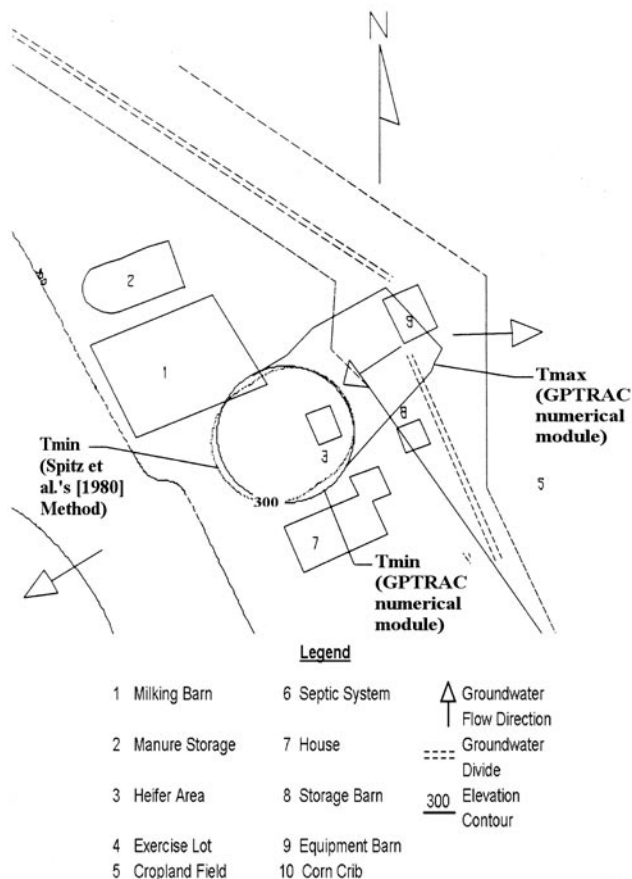 N
2
9
1
Tmax
(GPTRAC
numerical
module)
8
Tmin
(Spitz et
al.'s [1980]
Method)
3
5
300
7
Tmin
(GPTRAC
numerical
module)
Legend
1 Milking Barn
6 Septic System
Groundwater
Flow Direction
2 Manure Storage
7 House
Groundwater
Divide
3 Heifer Area
8 Storage Barn
300 Elevation
Contour
4 Exercise Lot
9 Equipment Barn
5 Cropland Field
10 Corn Crib